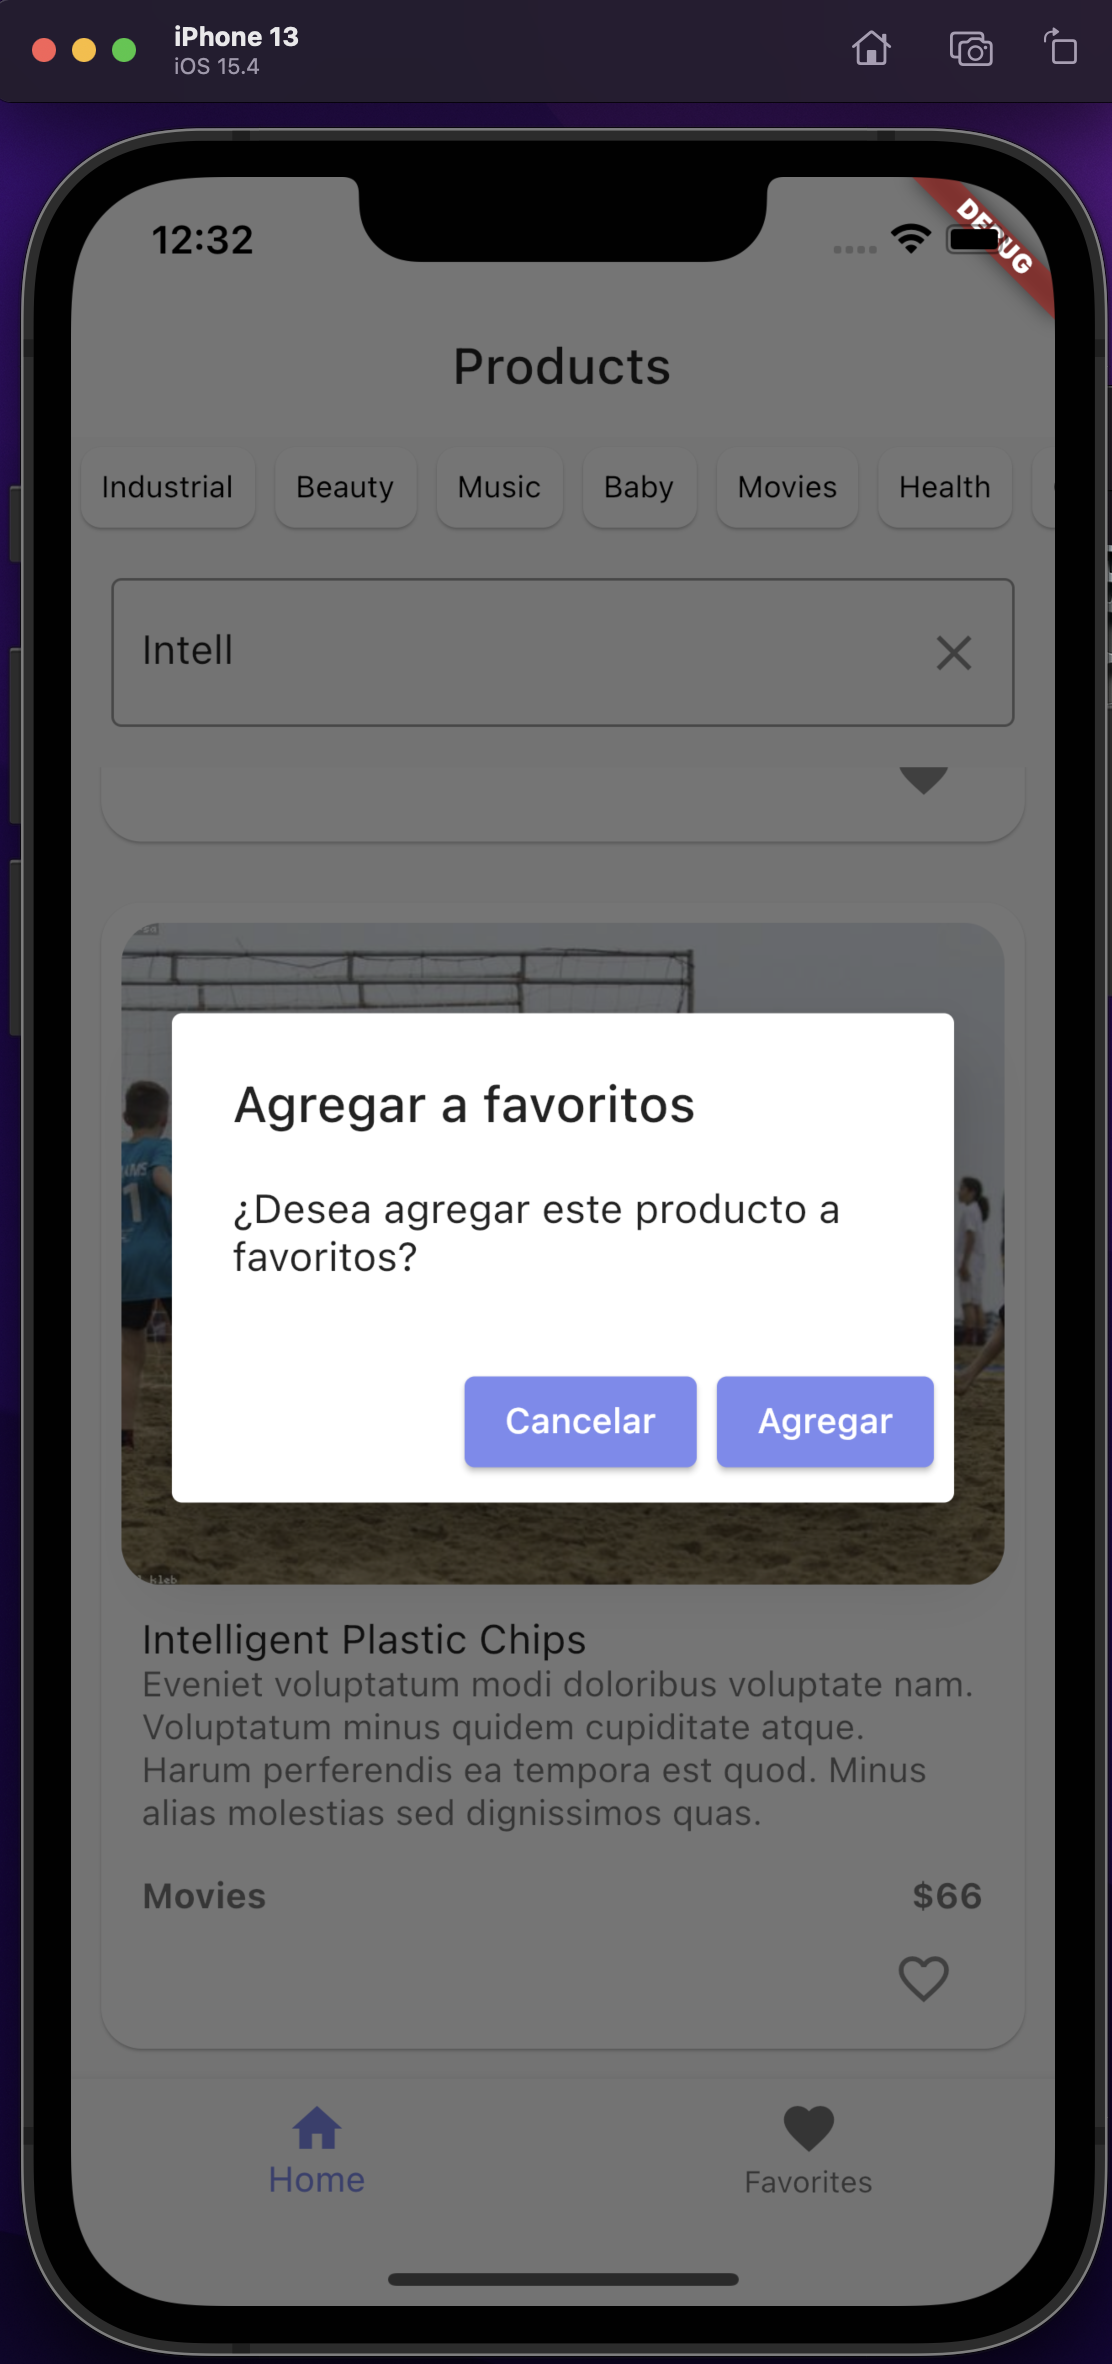 iPhone 13
iOS 15.4
12:32
DEBUG
Products
Industrial
Beauty
Music
Baby
Movies
Health
Intell
Agregar a favoritos
¿Desea agregar este producto a
favoritos?
Cancelar
Agregar
Intelligent Plastic Chips
Eveniet voluptatum modi doloribus voluptate nam.
Voluptatum minus quidem cupiditate atque.
Harum perferendis ea tempora est quod. Minus
alias molestias sed dignissimos quas.
Movies
$66
Home
Favorites